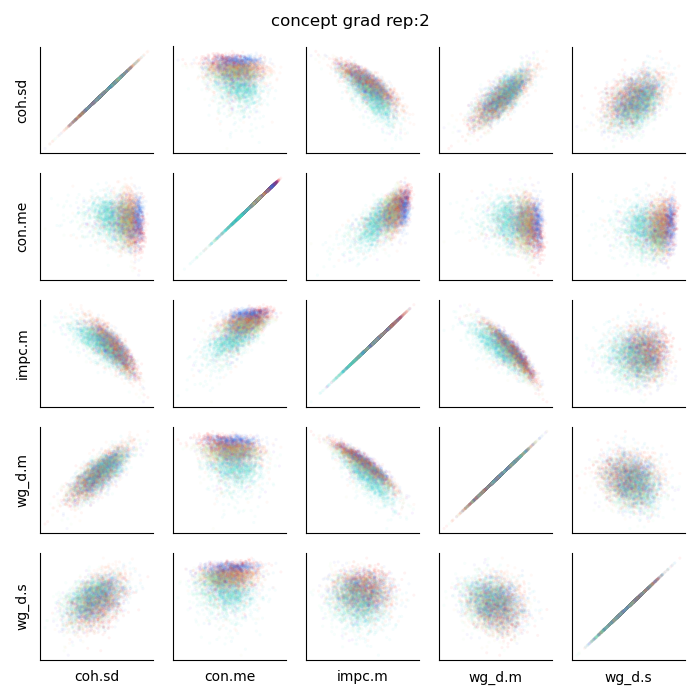 concept grad rep:2
coh.sd
con.me
impc.m
wg_d.m
wg_d.s
coh.sd
con.me
impc.m
wg_d.m
wg_d.s